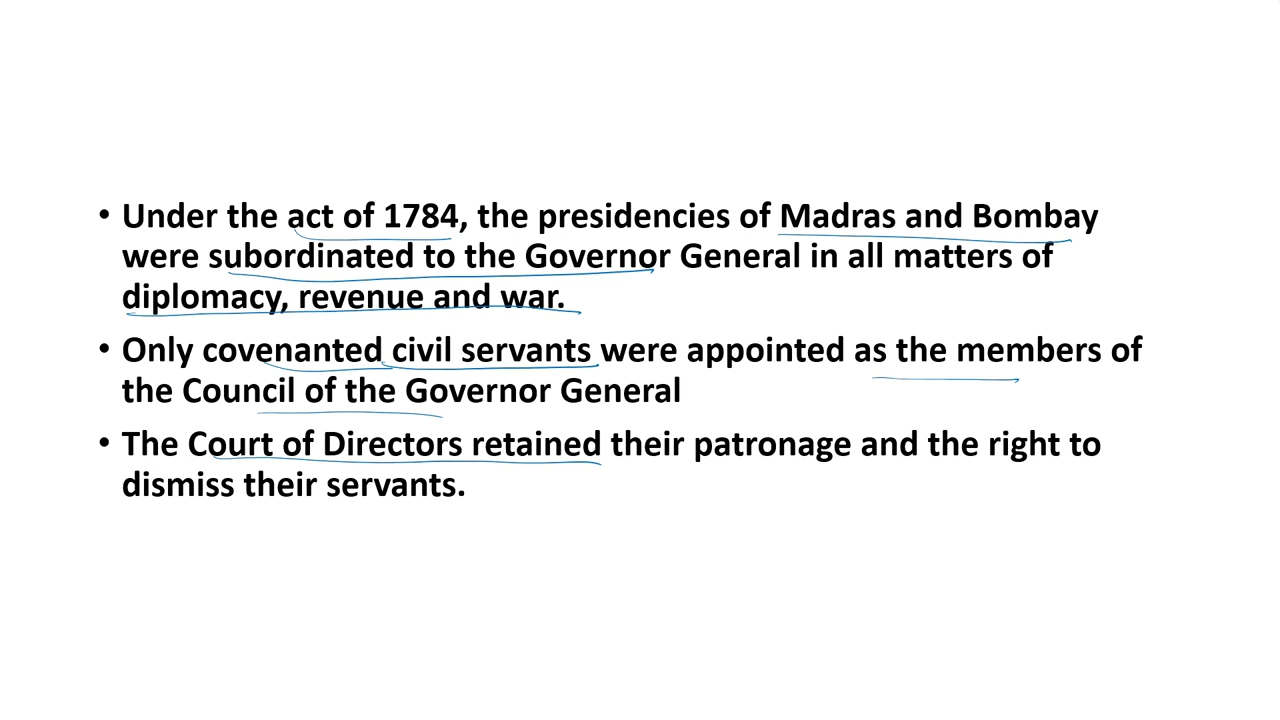 • Under the act of 1784, the presidencies of Madras and Bombay
were subordinated to the Governor General in all matters of
diplomacy, revenue and war.
• Only covenanted civil servants were appointed as the members of
the Council of the Governor General
• The Court of Directors retained their patronage and the right to
dismiss their servants.